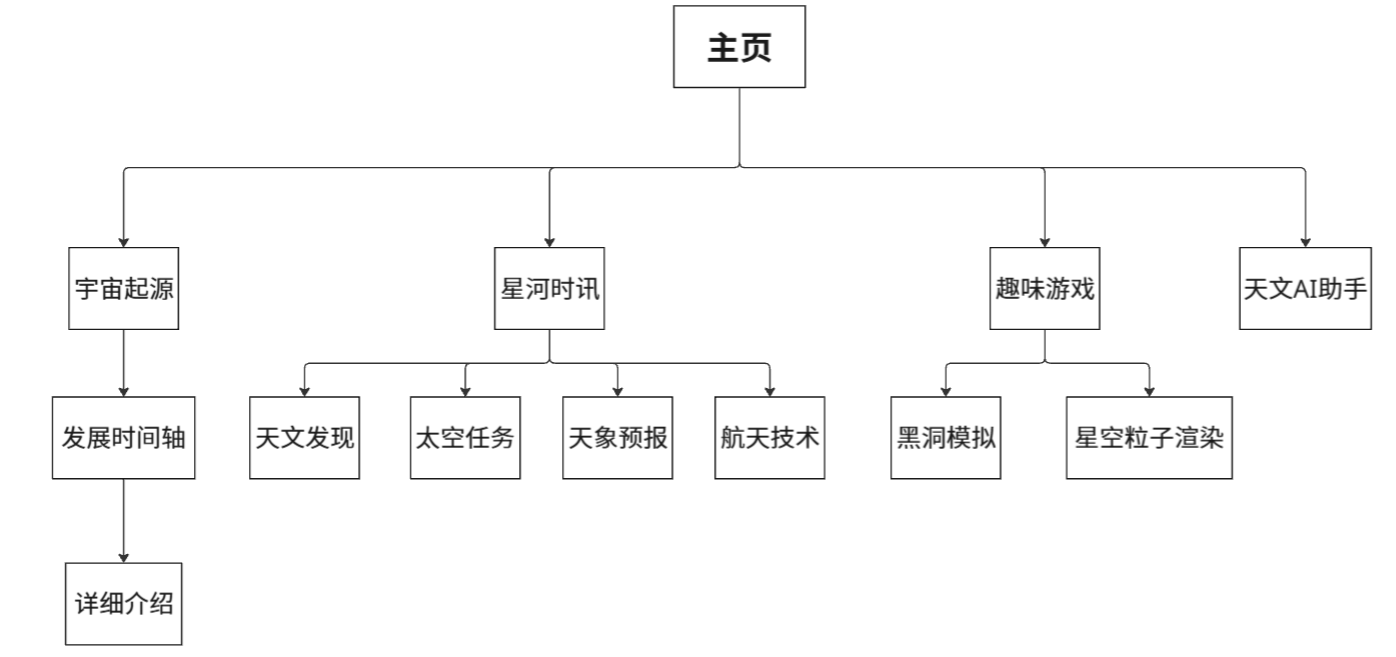 主页
宇宙起源
星河时讯
趣味游戏
天文AI助手
发展时间轴
天文发现
太空任务
天象预报
航天技术
黑洞模拟
星空粒子渲染
详细介绍